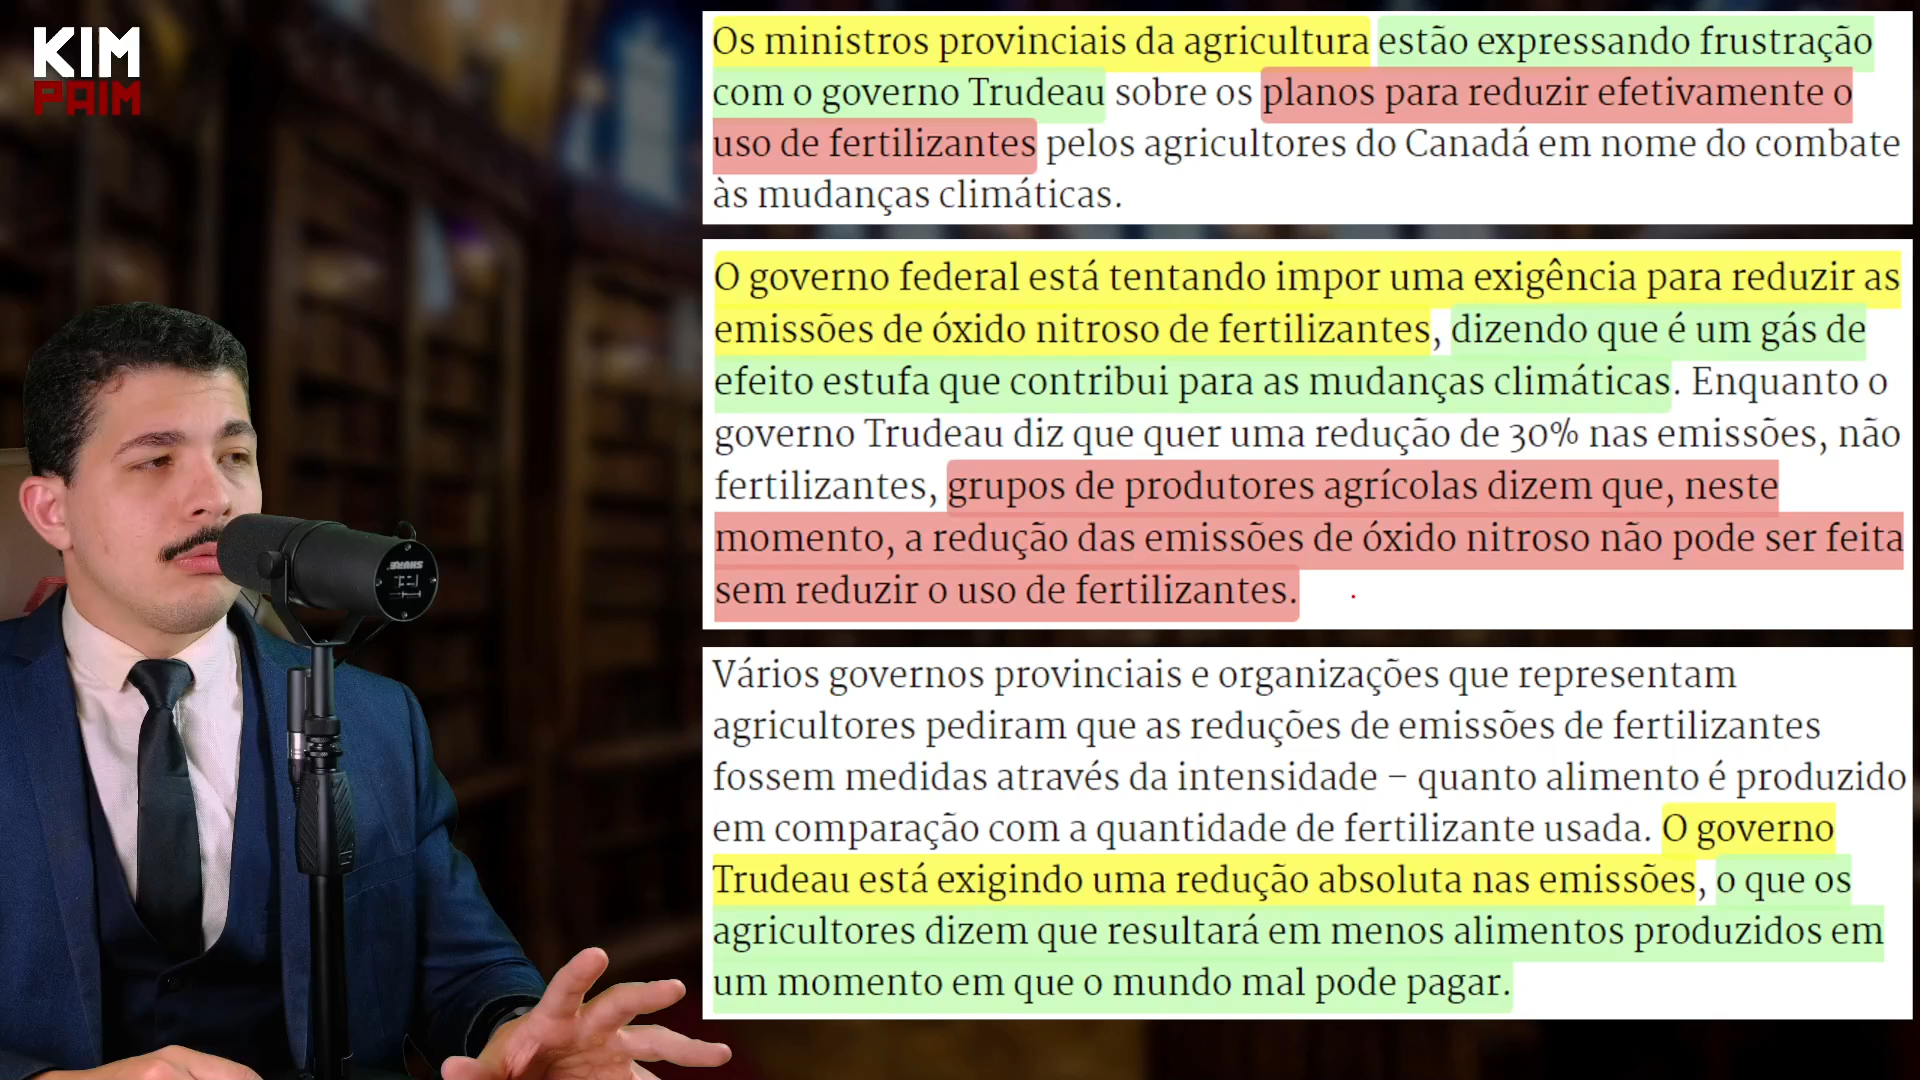 KIM
PAIM
Os ministros provinciais da agricultura estão expressando frustração
com o governo Trudeau sobre os planos para reduzir efetivamente o
uso de fertilizantes pelos agricultores do Canadá em nome do combate
às mudanças climáticas.
O governo federal está tentando impor uma exigência para reduzir as
emissões de óxido nitroso de fertilizantes, dizendo que é um gás de
efeito estufa que contribui para as mudanças climáticas. Enquanto o
governo Trudeau diz que quer uma redução de 30% nas emissões, não
fertilizantes, grupos de produtores agrícolas dizem que, neste
momento, a redução das emissões de óxido nitroso não pode ser feita
sem reduzir o uso de fertilizantes.
Vários governos provinciais e organizações que representam
agricultores pediram que as reduções de emissões de fertilizantes
fossem medidas através da intensidade – quanto alimento é produzido
em comparação com a quantidade de fertilizante usada. O governo
Trudeau está exigindo uma redução absoluta nas emissões, o que os
agricultores dizem que resultará em menos alimentos produzidos em
um momento em que o mundo mal pode pagar.
SHURE